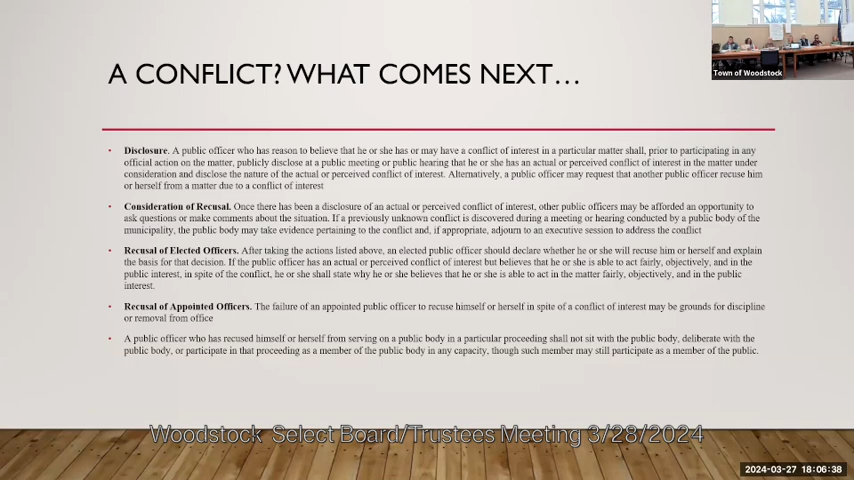 A CONFLICT? WHAT COMES NEXT…
Town of Woodstock
• Disclosure. A public officer who has reason to believe that he or she has or may have a conflict of interest in a particular matter shall, prior to participating in any
official action on the matter, publicly disclose at a public meeting or public hearing that he or she has an actual or perceived conflict of interest in the matter under
consideration and disclose the nature of the actual or perceived conflict of interest. Alternatively, a public officer may request that another public officer recuse him
or herself from a matter due to a conflict of interest
• Consideration of Recusal. Once there has been a disclosure of an actual or perceived conflict of interest, other public officers may be afforded an opportunity to
ask questions or make comments about the situation. If a previously unknown conflict is discovered during a meeting or hearing conducted by a public body of the
municipality, the public body may take evidence pertaining to the conflict and, if appropriate, adjourn to an executive session to address the conflict
• Recusal of Elected Officers. After taking the actions listed above, an elected public officer should declare whether he or she will recuse him or herself and explain
the basis for that decision. If the public officer has an actual or perceived conflict of interest but believes that he or she is able to act fairly, objectively, and in the
public interest, in spite of the conflict, he or she shall state why he or she believes that he or she is able to act in the matter fairly, objectively, and in the public
interest.
• Recusal of Appointed Officers. The failure of an appointed public officer to recuse himself or herself in spite of a conflict of interest may be grounds for discipline
or removal from office
• A public officer who has recused himself or herself from serving on a public body in a particular proceeding shall not sit with the public body, deliberate with the
public body, or participate in that proceeding as a member of the public body in any capacity, though such member may still participate as a member of the public.
Woodstock Select Board/Trustees Meeting 3/28/2024
2024-03-27 18:06:38